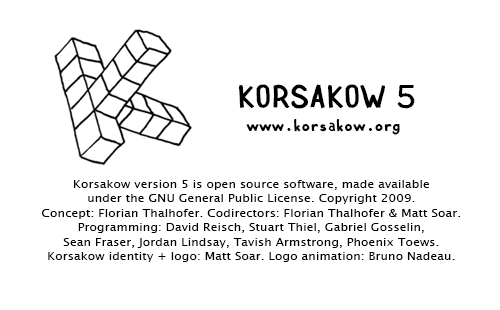 KORSAKOW 5
www.korsakow.org
Korsakow version 5 is open source software, made available
under the GNU General Public License. Copyright 2009.
Concept: Florian Thalhofer. Codirectors: Florian Thalhofer & Matt Soar.
Programming: David Reisch, Stuart Thiel, Gabriel Gosselin,
Sean Fraser, Jordan Lindsay, Tavish Armstrong, Phoenix Toews.
Korsakow identity + logo: Matt Soar. Logo animation: Bruno Nadeau.